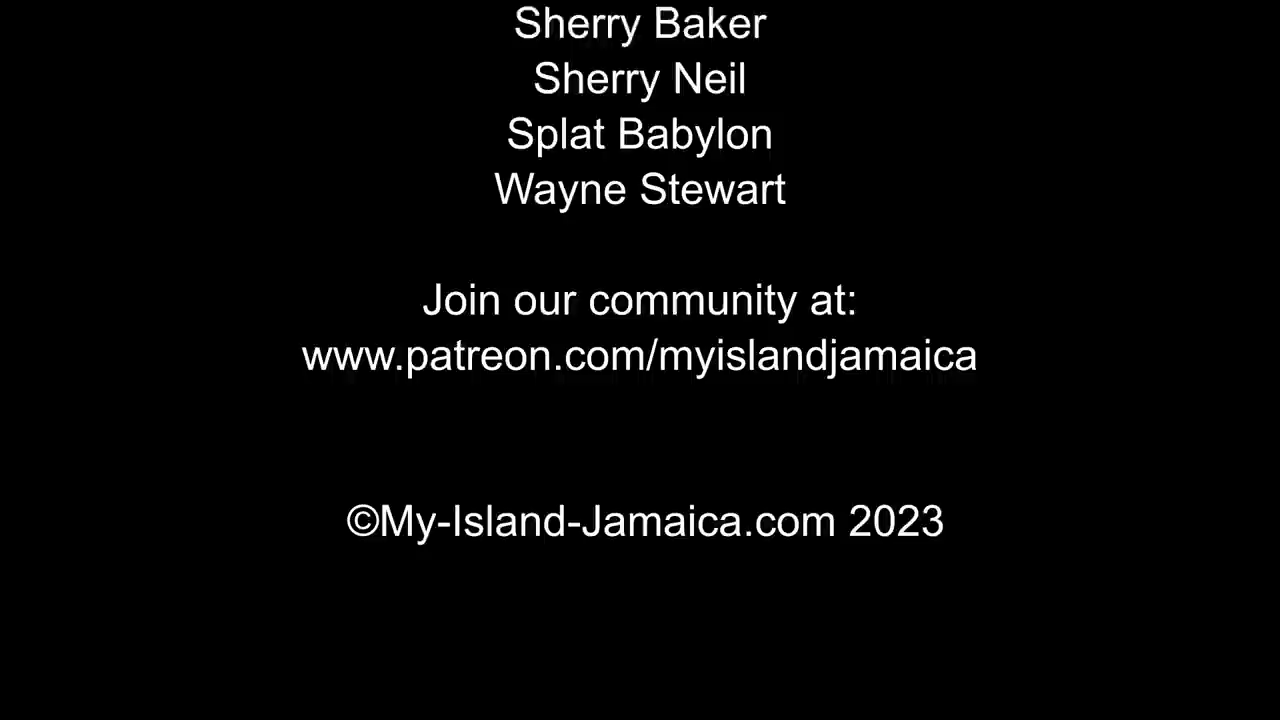 Sherry Baker
Sherry Neil
Splat Babylon
Wayne Stewart
Join our community at:
www.patreon.com/myislandjamaica
©My-Island-Jamaica.com 2023